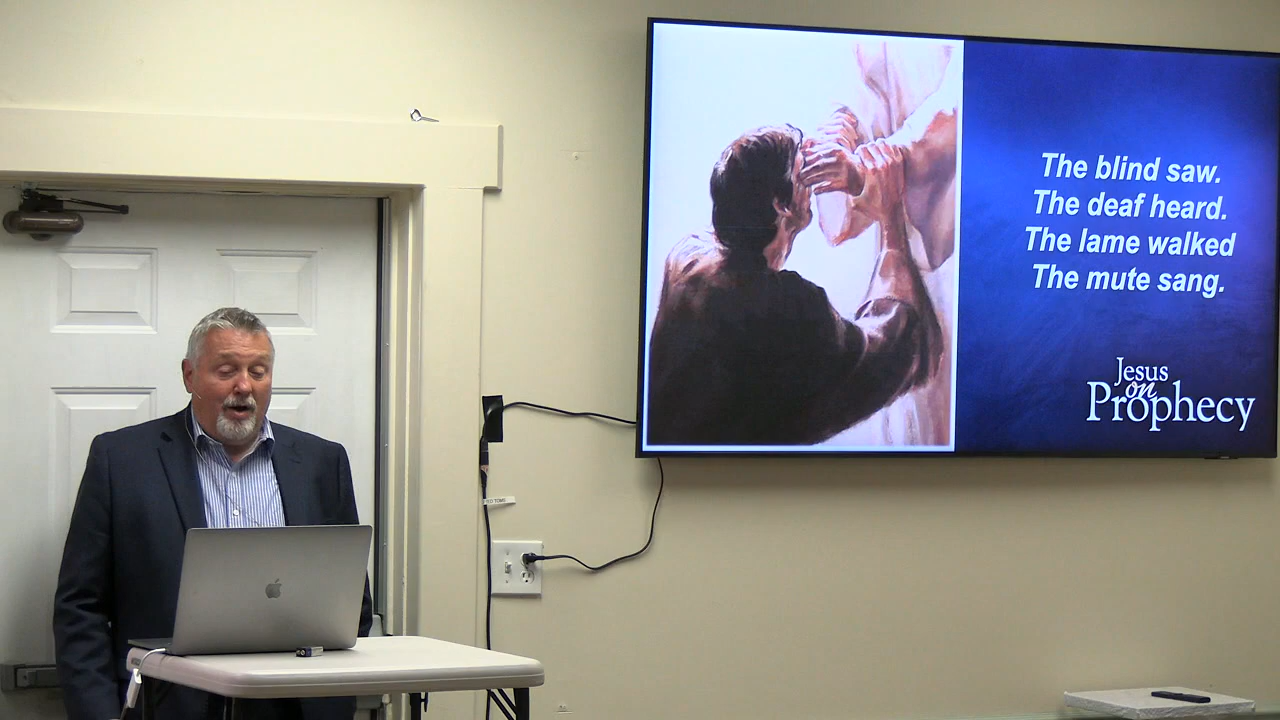 The blind saw.
The deaf heard.
The lame walked
The mute sang.
Jesus
on
Prophecy